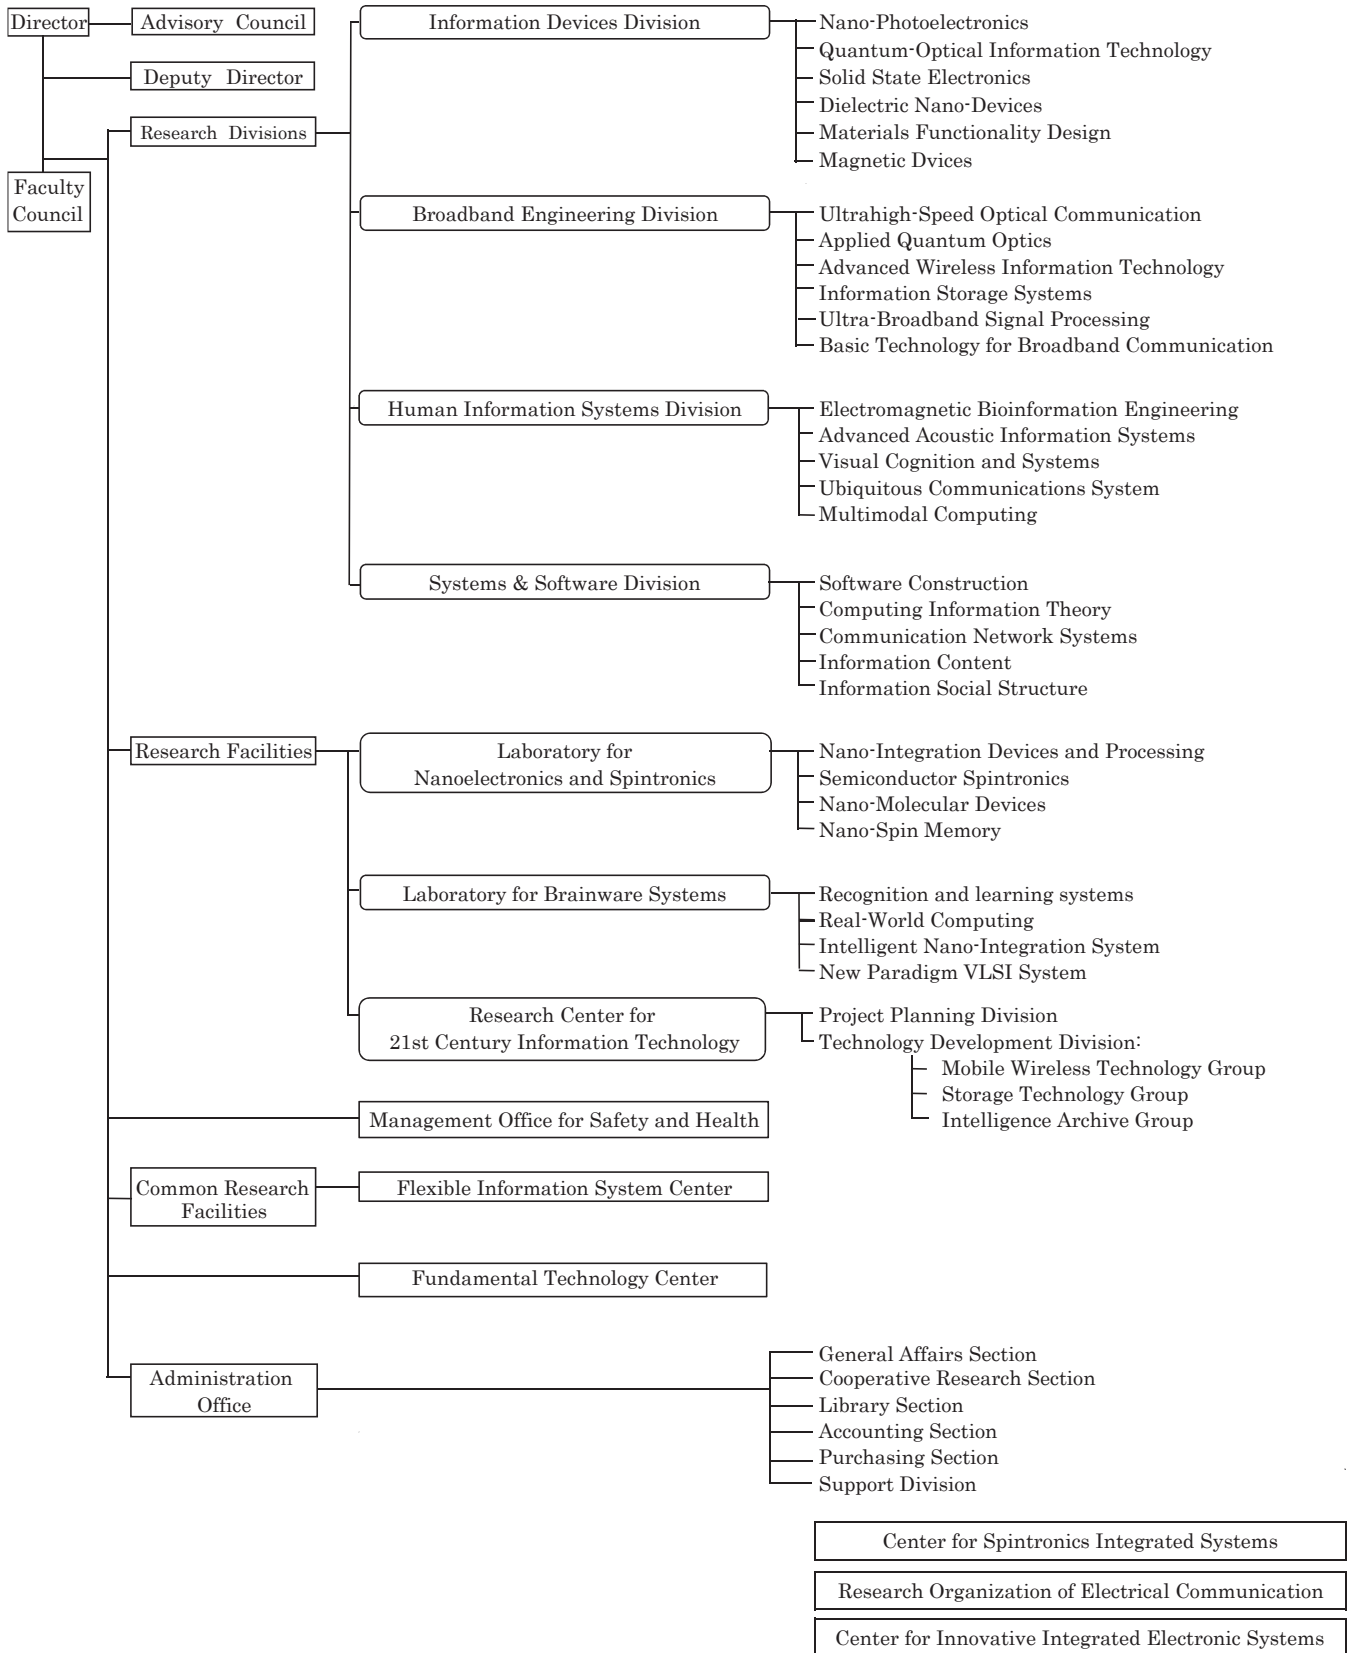 Director
Advisory Council
Deputy Director
Faculty
Council
Research Divisions
Information Devices Division
Nano-Photoelectronics
Quantum-Optical Information Technology
Solid State Electronics
Dielectric Nano-Devices
Materials Functionality Design
Magnetic Dvices
Broadband Engineering Division
Ultrahigh-Speed Optical Communication
Applied Quantum Optics
Advanced Wireless Information Technology
Information Storage Systems
Ultra-Broadband Signal Processing
Basic Technology for Broadband Communication
Human Information Systems Division
Electromagnetic Bioinformation Engineering
Advanced Acoustic Information Systems
Visual Cognition and Systems
Ubiquitous Communications System
Multimodal Computing
Systems & Software Division
Software Construction
Computing Information Theory
Communication Network Systems
Information Content
Information Social Structure
Research Facilities
Laboratory for
Nanoelectronics and Spintronics
Nano-Integration Devices and Processing
Semiconductor Spintronics
Nano-Molecular Devices
Nano-Spin Memory
Laboratory for Brainware Systems
Recognition and learning systems
Real-World Computing
Intelligent Nano-Integration System
New Paradigm VLSI System
Research Center for
21st Century Information Technology
Project Planning Division
Technology Development Division:
Mobile Wireless Technology Group
Storage Technology Group
Intelligence Archive Group
Management Office for Safety and Health
Common Research
Facilities
Flexible Information System Center
Fundamental Technology Center
Administration
Office
General Affairs Section
Cooperative Research Section
Library Section
Accounting Section
Purchasing Section
Support Division
Center for Spintronics Integrated Systems
Research Organization of Electrical Communication
Center for Innovative Integrated Electronic Systems